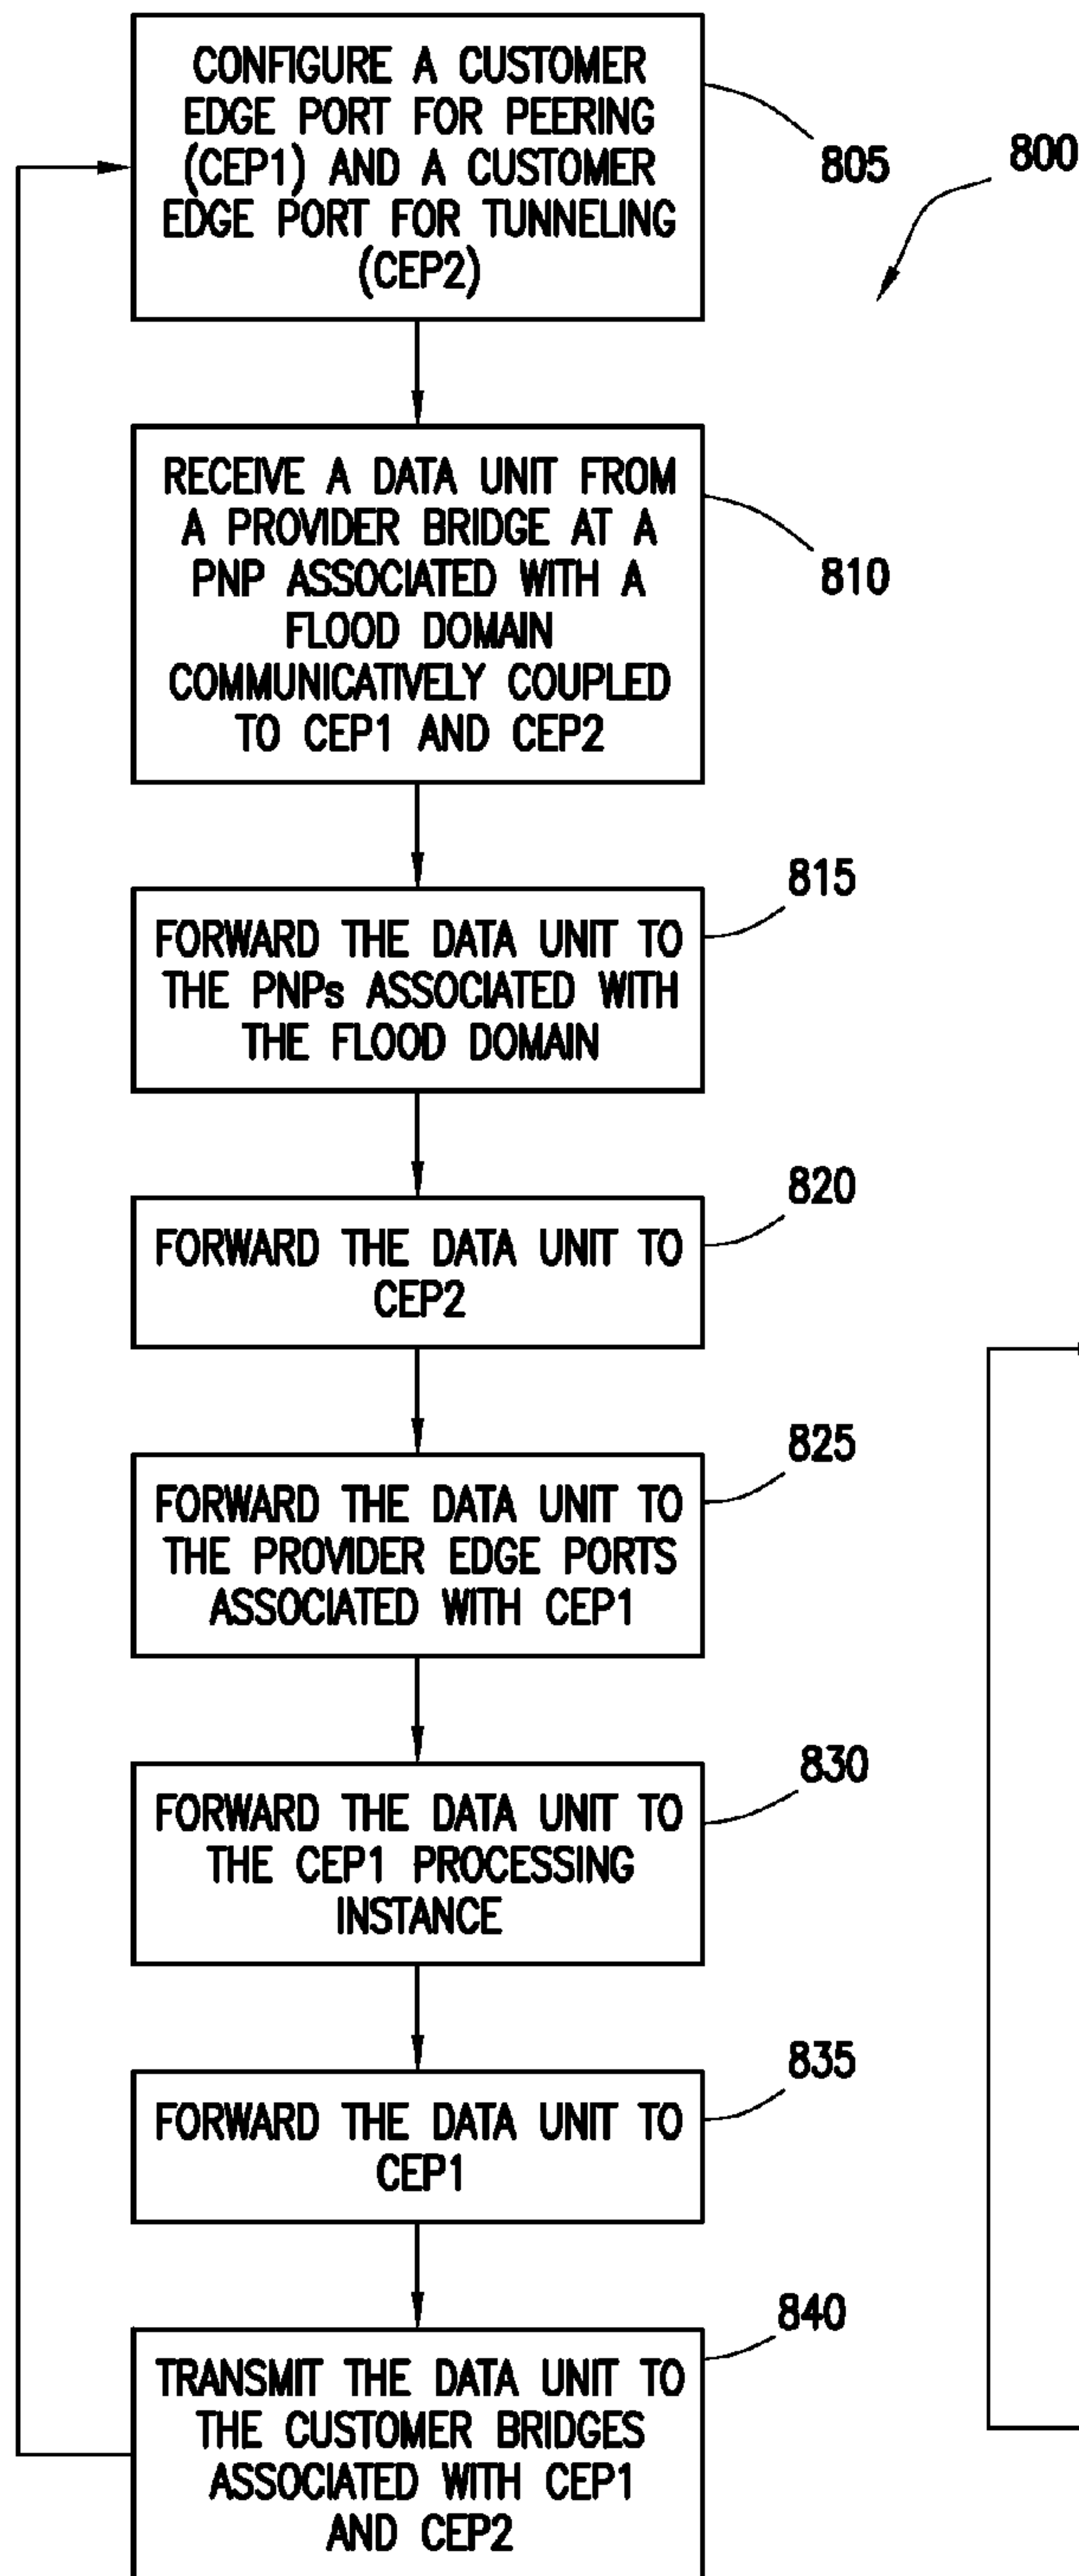 CONFIGURE A CUSTOMER
EDGE PORT FOR PEERING
(CEP1) AND A CUSTOMER
EDGE PORT FOR TUNNELING
(CEP2)
805
800
RECEIVE A DATA UNIT FROM
A PROVIDER BRIDGE AT A
PNP ASSOCIATED WITH A
FLOOD DOMAIN
COMMUNICATIVELY COUPLED
TO CEP1 AND CEP2
810
815
FORWARD THE DATA UNIT TO
THE PNPs ASSOCIATED WITH
THE FLOOD DOMAIN
820
FORWARD THE DATA UNIT TO
CEP2
825
FORWARD THE DATA UNIT TO
THE PROVIDER EDGE PORTS
ASSOCIATED WITH CEP1
830
FORWARD THE DATA UNIT TO
THE CEP1 PROCESSING
INSTANCE
835
FORWARD THE DATA UNIT TO
CEP1
840
TRANSMIT THE DATA UNIT TO
THE CUSTOMER BRIDGES
ASSOCIATED WITH CEP1
AND CEP2